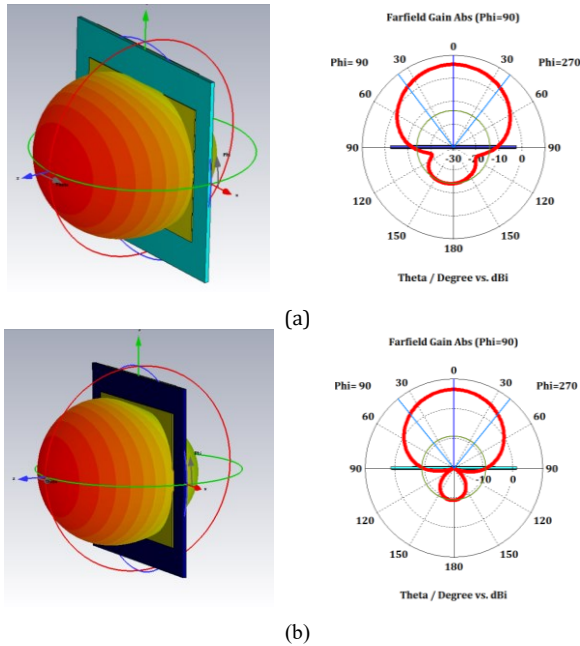 Farfield Gain Abs (Phi=90)
0
30 30
Phi= 90 Phi=270
60 60
90 -30 -20 -10 0 90
120 120
150 150
180
Theta / Degree vs. dBi
(a)
Farfield Gain Abs (Phi=90)
0
30 30
Phi= 90 Phi=270
60 60
90 -10 0 90
120 120
150 150
180
Theta / Degree vs. dBi
(b)